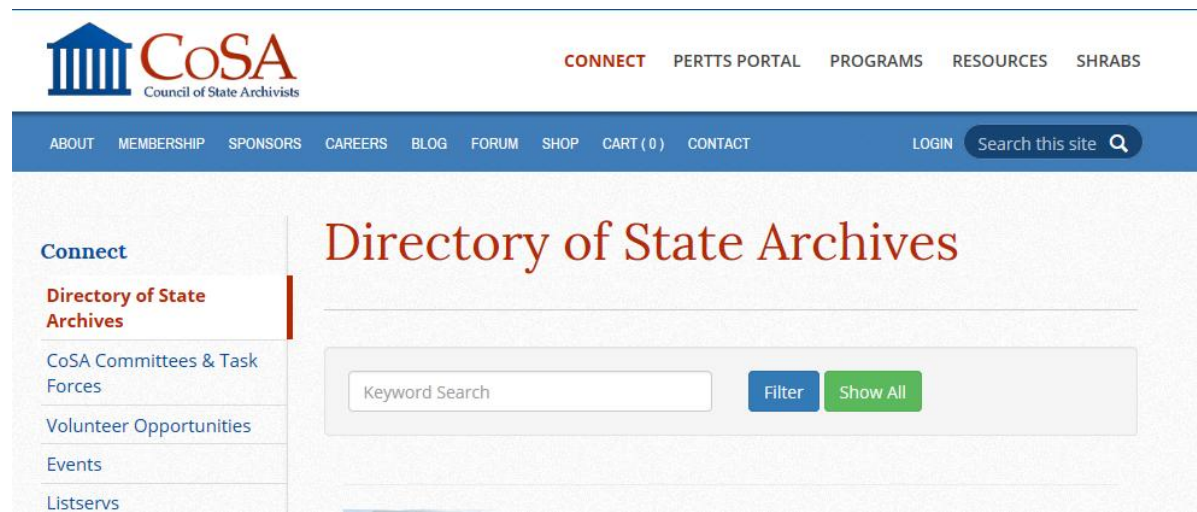 CoSA
Council of State Archivists
CONNECT PERTTS PORTAL PROGRAMS RESOURCES SHRABS
ABOUT MEMBERSHIP SPONSORS CAREERS BLOG FORUM SHOP CART ( 0 ) CONTACT LOGIN Search this site
Directory of State Archives
Connect
Directory of State
Archives
CoSA Committees & Task
Forces
Volunteer Opportunities
Events
Listservs
Keyword Search Filter Show All